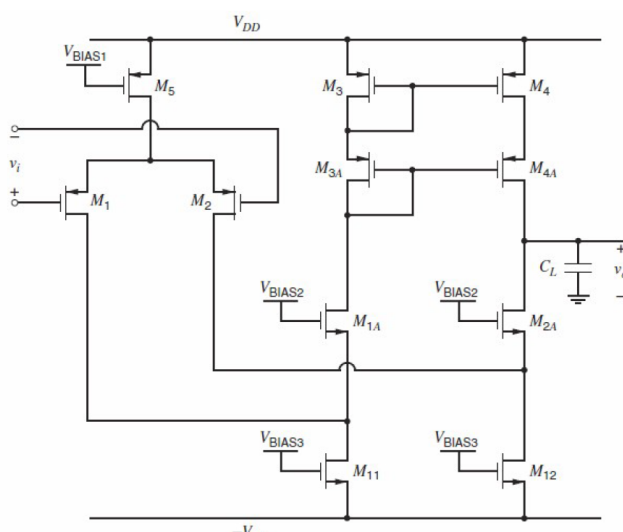 V_DD
V_BIAS1
M_5
M_3
M_4
–
v_i
+
M_1
M_2
M_3A
M_4A
+
C_L
–
V_BIAS2
M_1A
V_BIAS2
M_2A
V_BIAS3
M_11
V_BIAS3
M_12